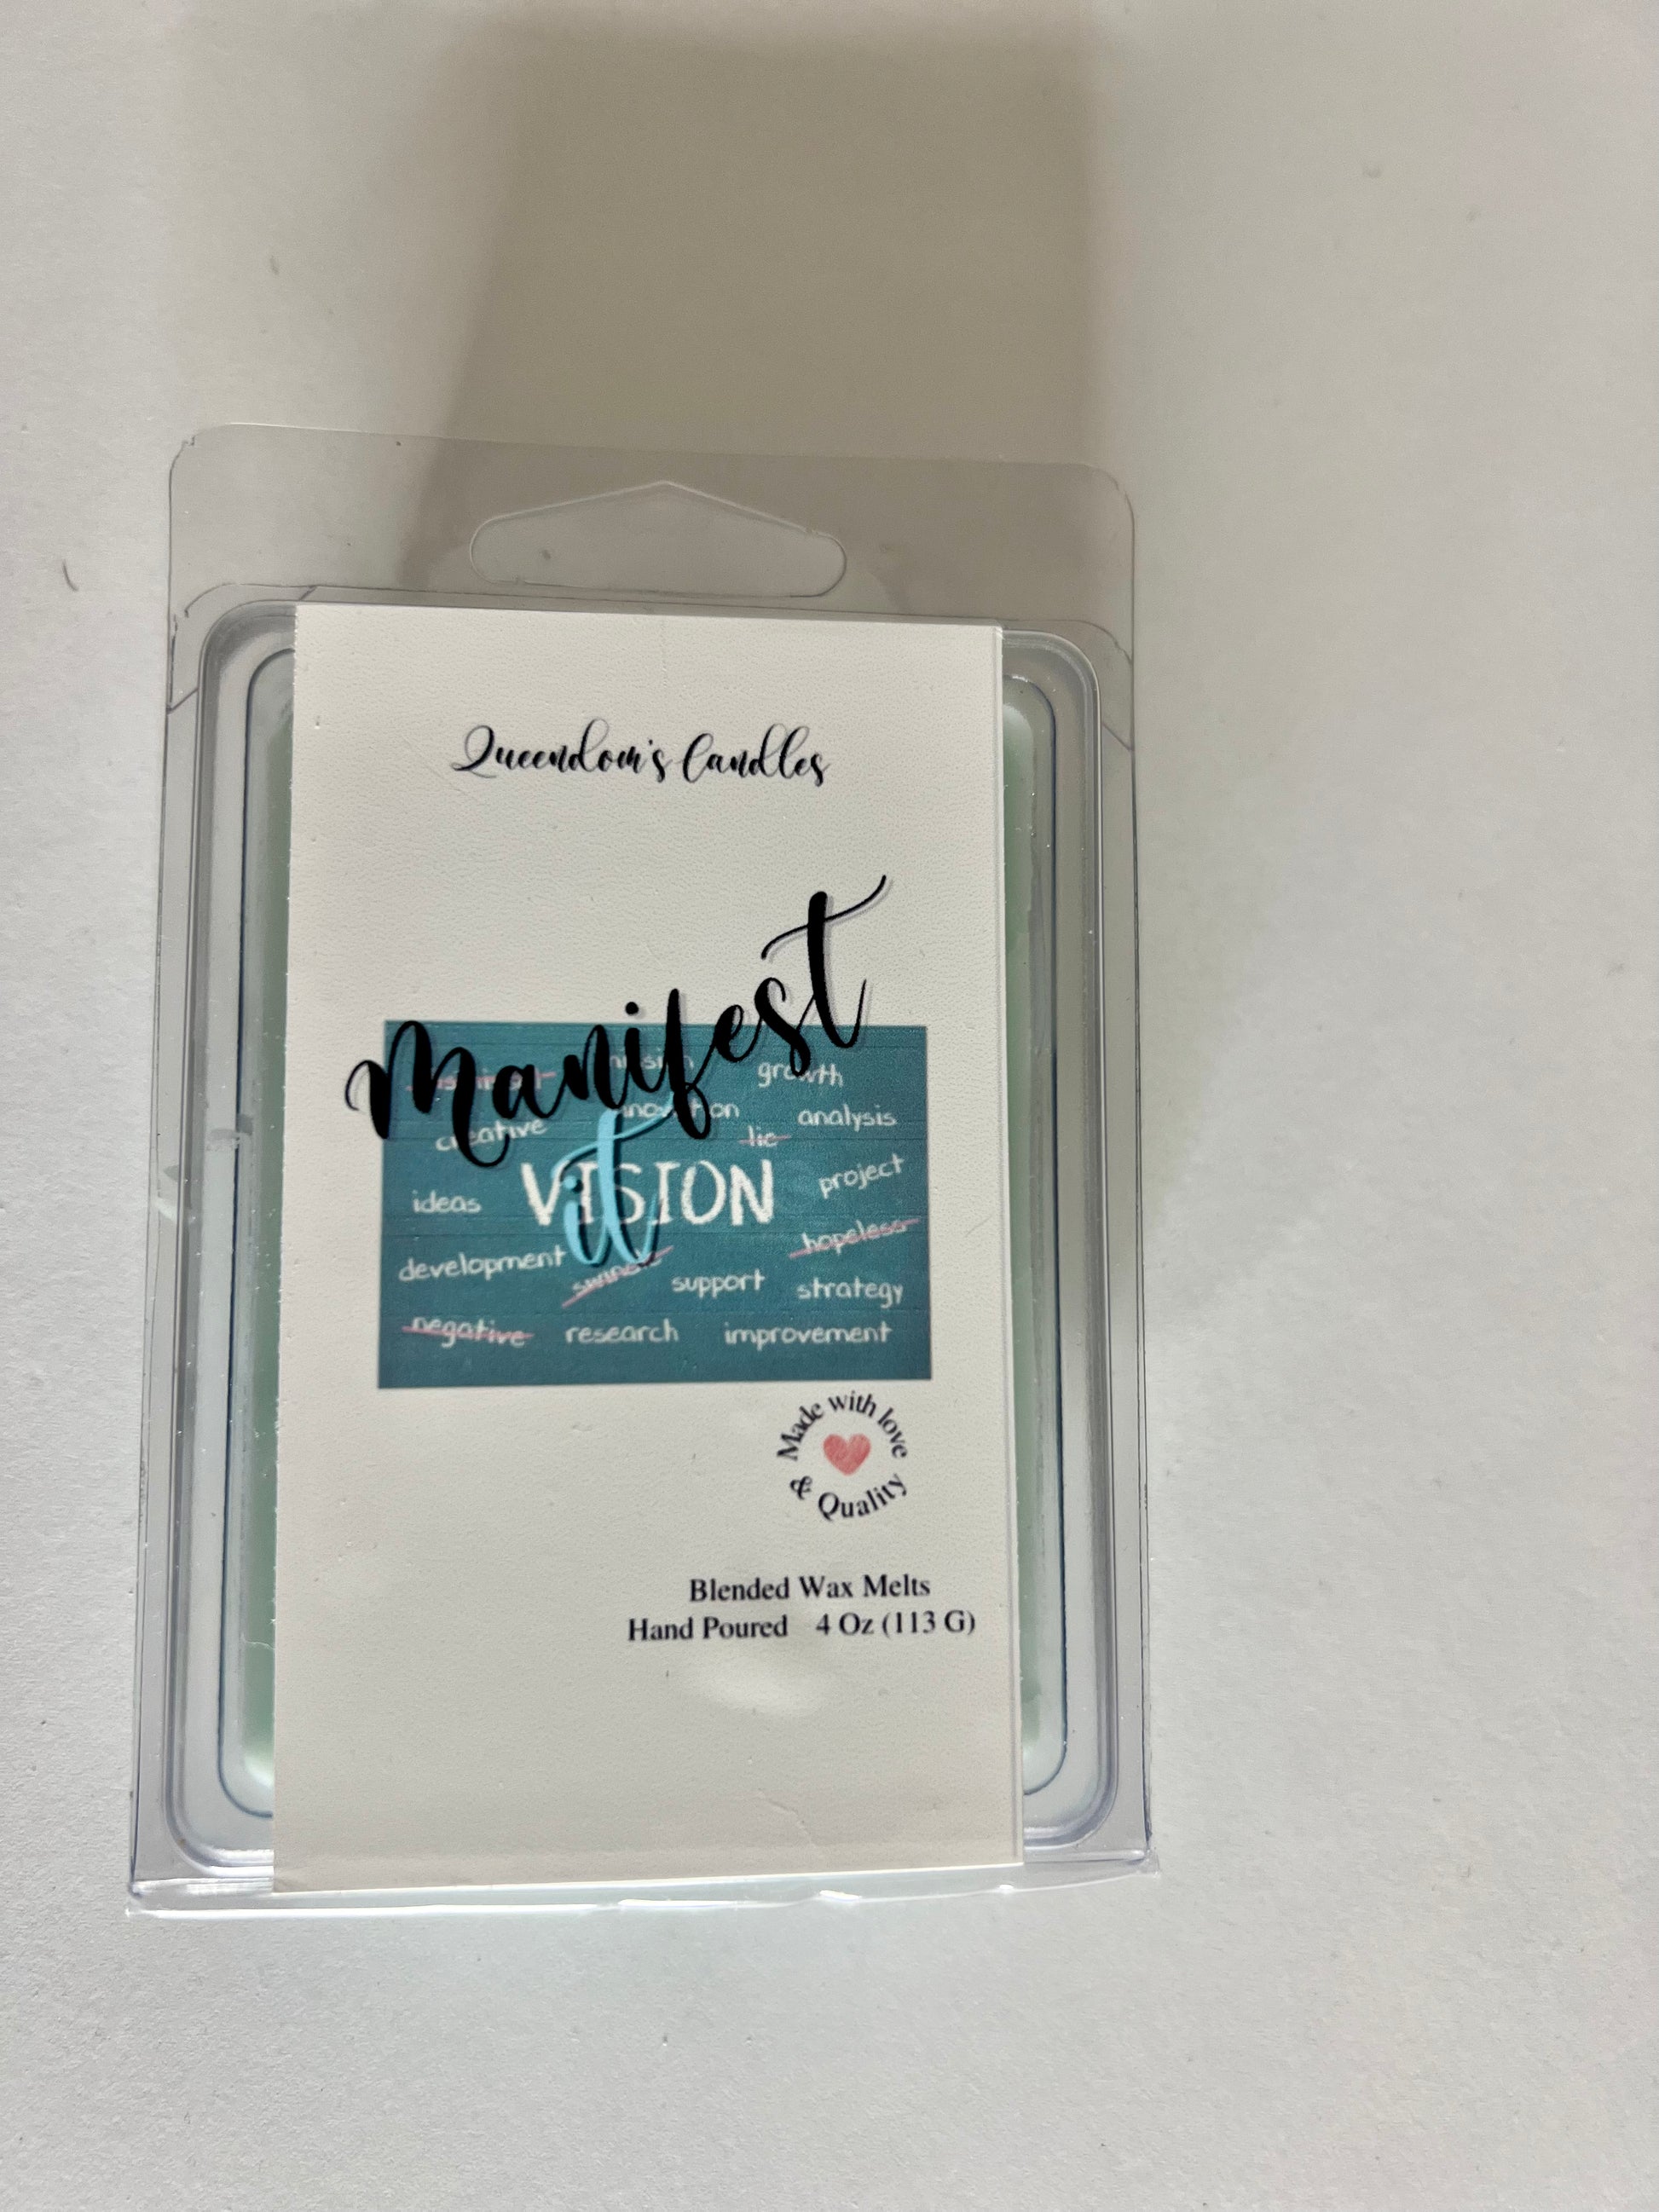 Queendom's Candles
Manifest
it
growth
analysis
creative
lie
project
ideas
VISION
hopeless
development
support
strategy
negative
research
improvement
Made with love
& Quality
Blended Wax Melts
Hand Poured 4 Oz (113 G)